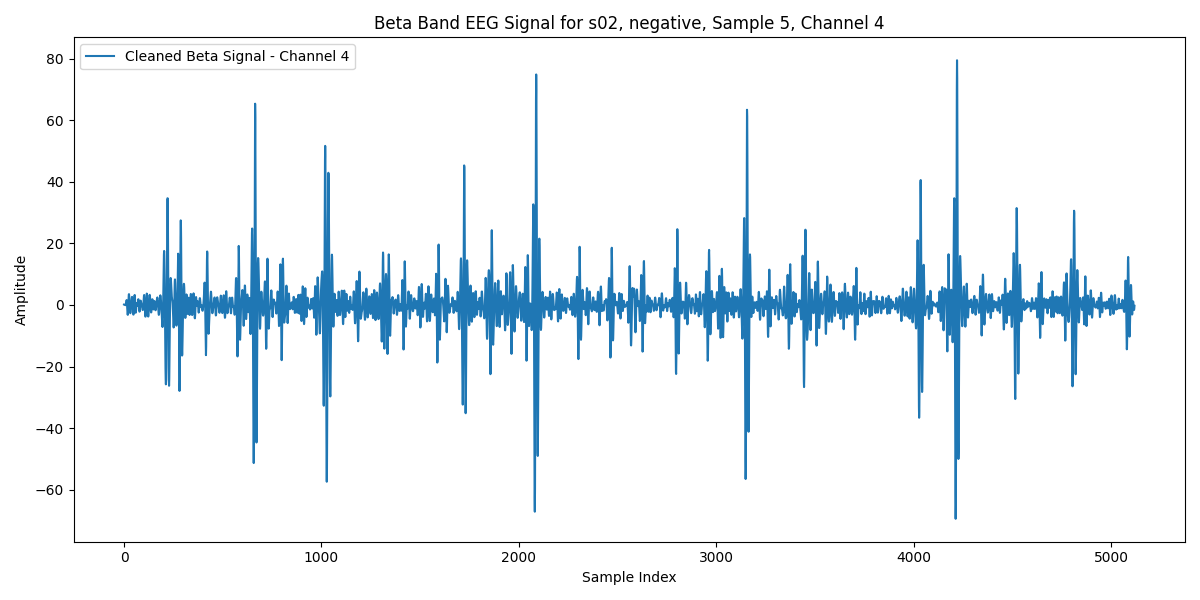 Beta Band EEG Signal for s02, negative, Sample 5, Channel 4
Cleaned Beta Signal - Channel 4
Amplitude
80
60
40
20
0
−20
−40
−60
0 1000 2000 3000 4000 5000
Sample Index